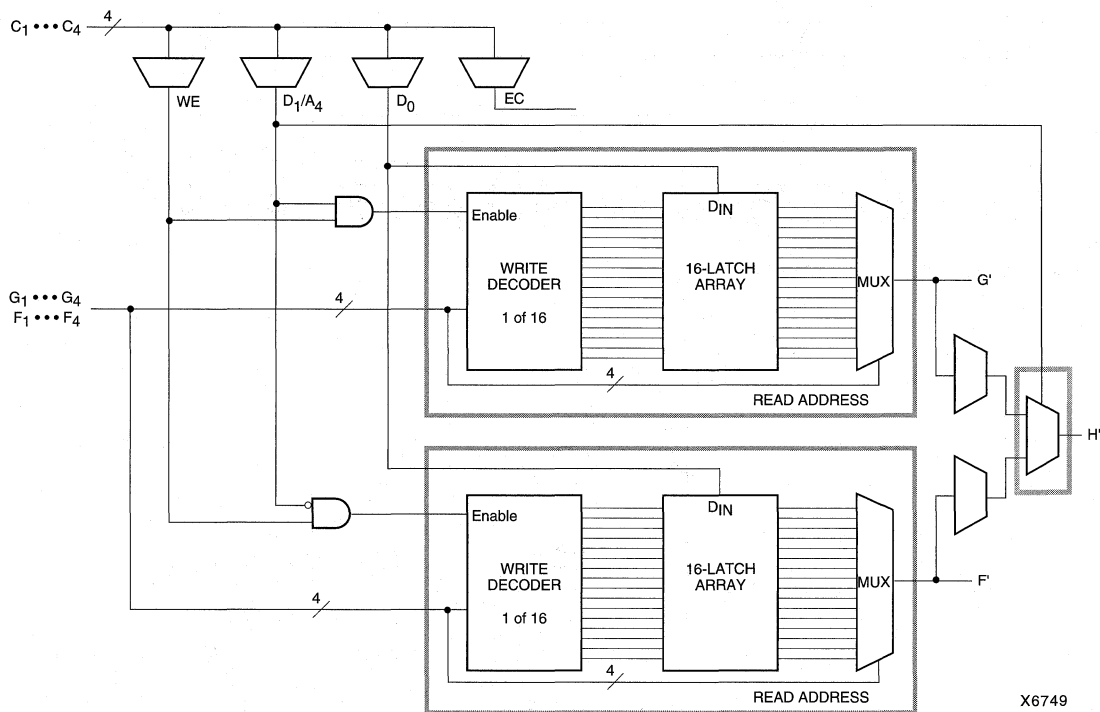 C1 ••• C4 4
WE D1/A4 D0 EC
Enable
DIN
WRITE DECODER
1 of 16
16-LATCH ARRAY
MUX
G'
G1 ••• G4
F1 ••• F4
4
4
READ ADDRESS
H'
Enable
DIN
WRITE DECODER
1 of 16
16-LATCH ARRAY
MUX
F'
4
4
READ ADDRESS
X6749